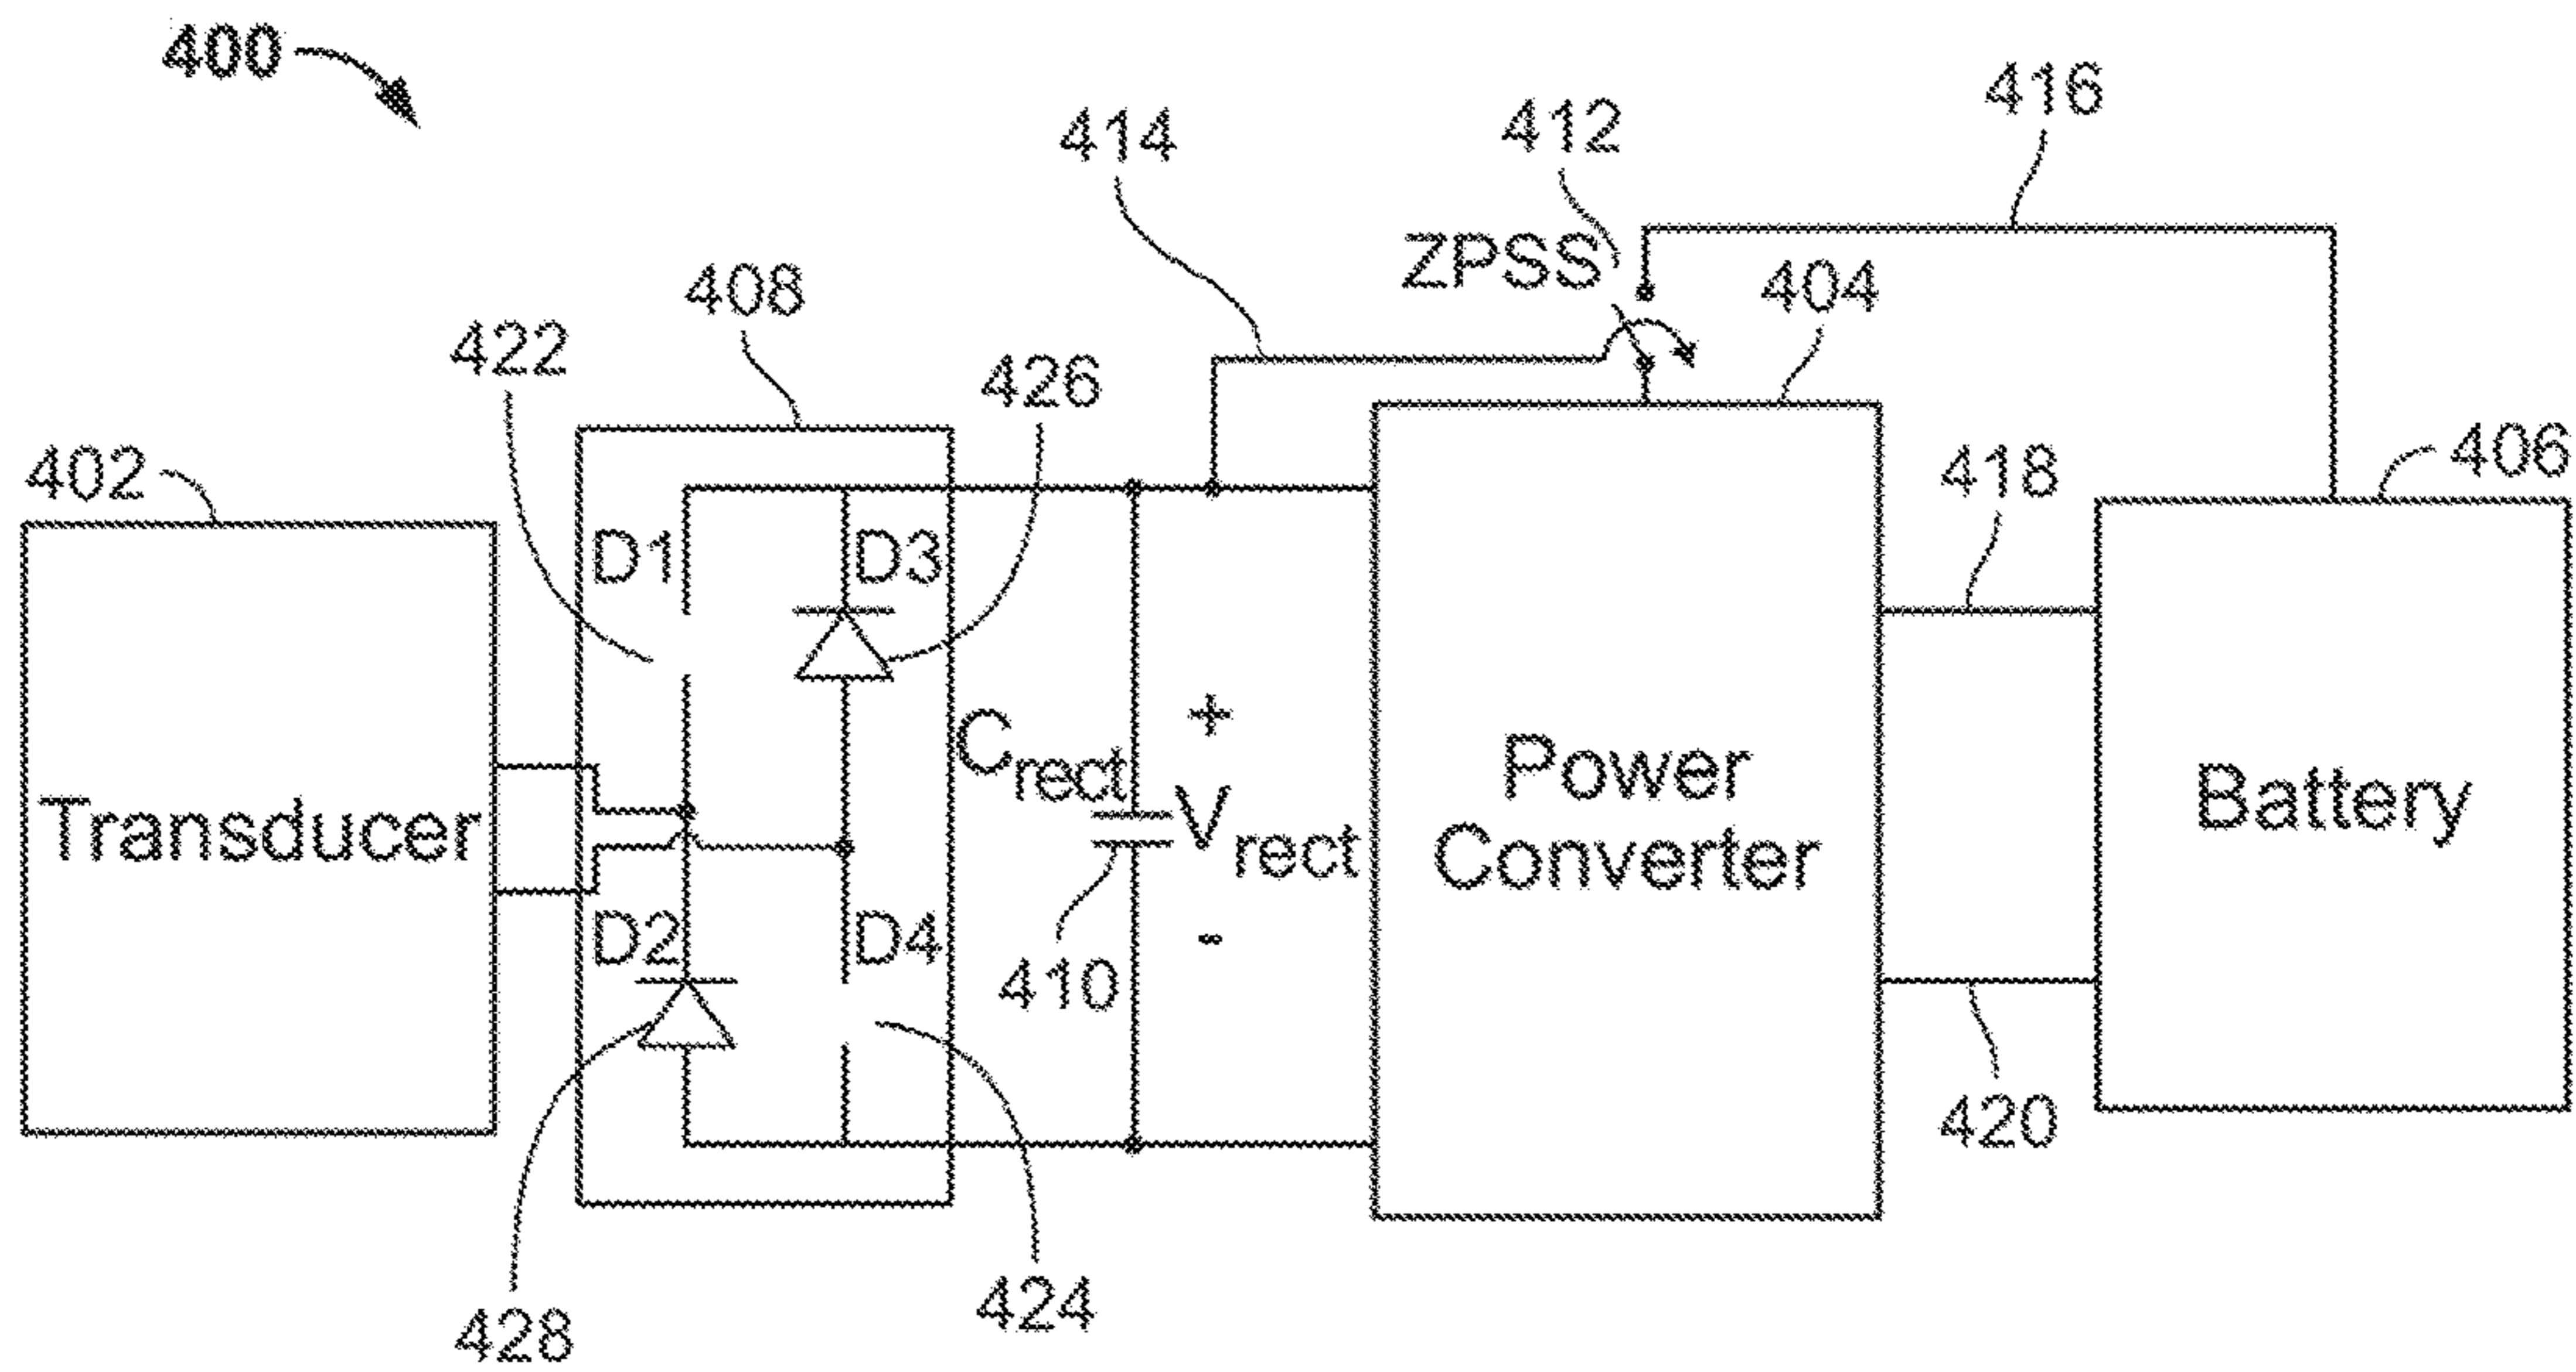 400
416
412
414
ZPSS
404
408
422
426
406
402
418
D1
D3
Crect
+
Vrect
-
Transducer
Power
Converter
Battery
D2
D4
410
420
424
428